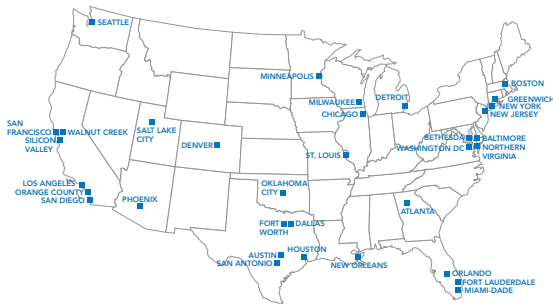 SEATTLE
MINNEAPOLIS
BOSTON
MILWAUKEE
DETROIT
GREENWICH
NEW YORK
CHICAGO
NEW JERSEY
SAN
FRANCISCO
WALNUT CREEK
SILICON
VALLEY
SALT LAKE
CITY
DENVER
ST. LOUIS
BETHESDA
BALTIMORE
WASHINGTON DC
NORTHERN
VIRGINIA
LOS ANGELES
ORANGE COUNTY
SAN DIEGO
PHOENIX
OKLAHOMA
CITY
ATLANTA
FORT
WORTH
DALLAS
AUSTIN
HOUSTON
SAN ANTONIO
NEW ORLEANS
ORLANDO
FORT LAUDERDALE
MIAMI-DADE